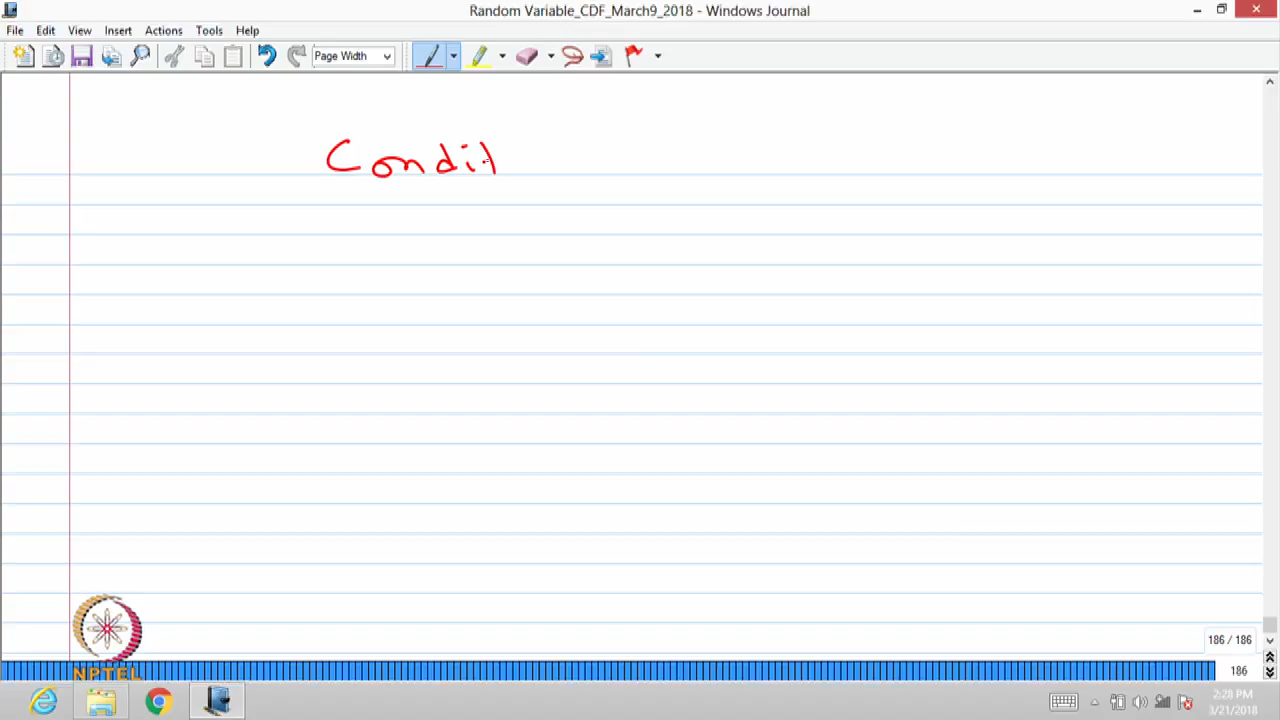 Random Variable_CDF_March9_2018 - Windows Journal
File Edit View Insert Actions Tools Help
Page Width
Condit
186 / 186
NPTEL
186
2:28 PM
3/21/2018